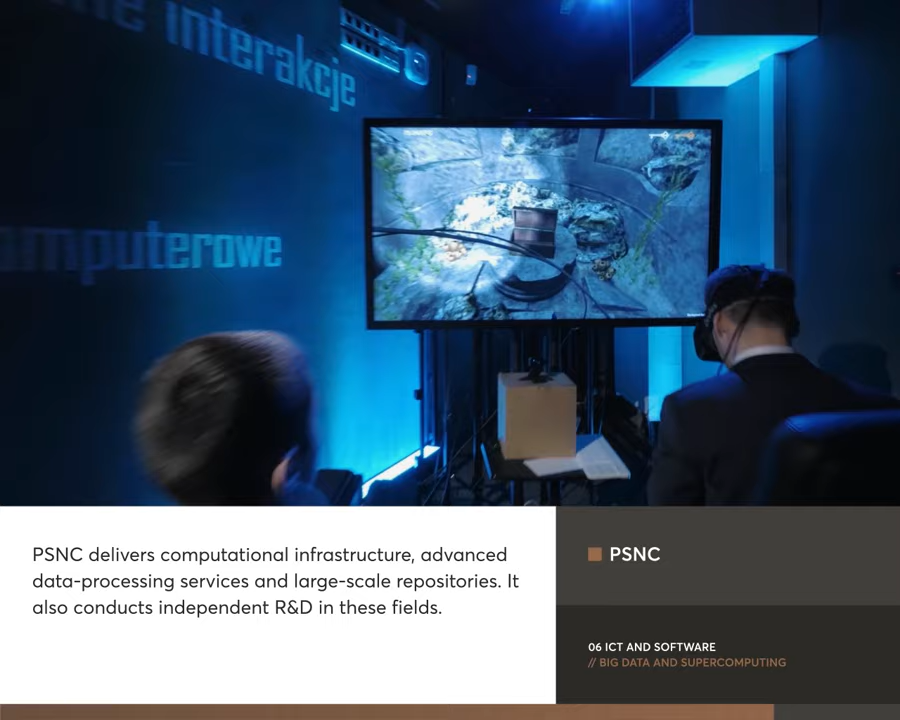 interakcje
PSNC delivers computational infrastructure, advanced
data-processing services and large-scale repositories. It
also conducts independent R&D in these fields.
PSNC
06 ICT AND SOFTWARE
// BIG DATA AND SUPERCOMPUTING